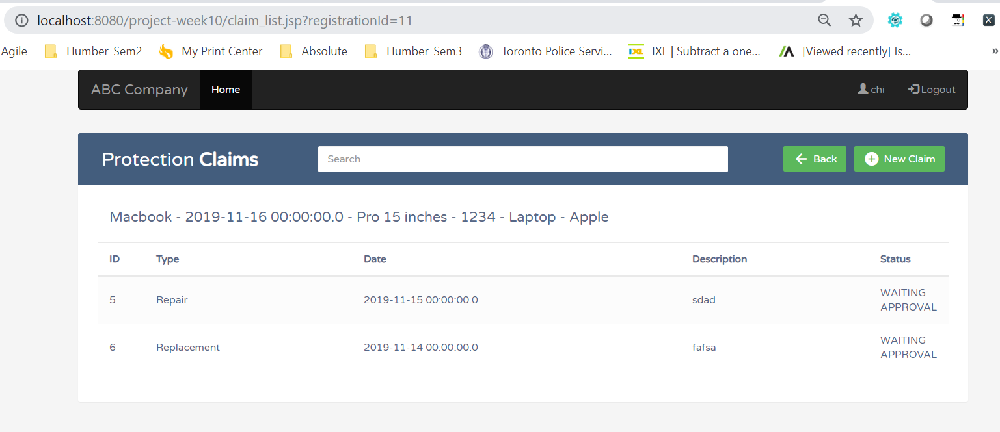 localhost:8080/project-week10/claim_list.jsp?registrationId=11
Agile Humber_Sem2 My Print Center Absolute Humber_Sem3 Toronto Police Servi... IXL | Subtract a one... [Viewed recently] Is... »
ABC Company Home chi Logout
Protection Claims Search Back New Claim
Macbook - 2019-11-16 00:00:00.0 - Pro 15 inches - 1234 - Laptop - Apple
ID Type Date Description Status
5 Repair 2019-11-15 00:00:00.0 sdad WAITING
APPROVAL
6 Replacement 2019-11-14 00:00:00.0 fafsa WAITING
APPROVAL